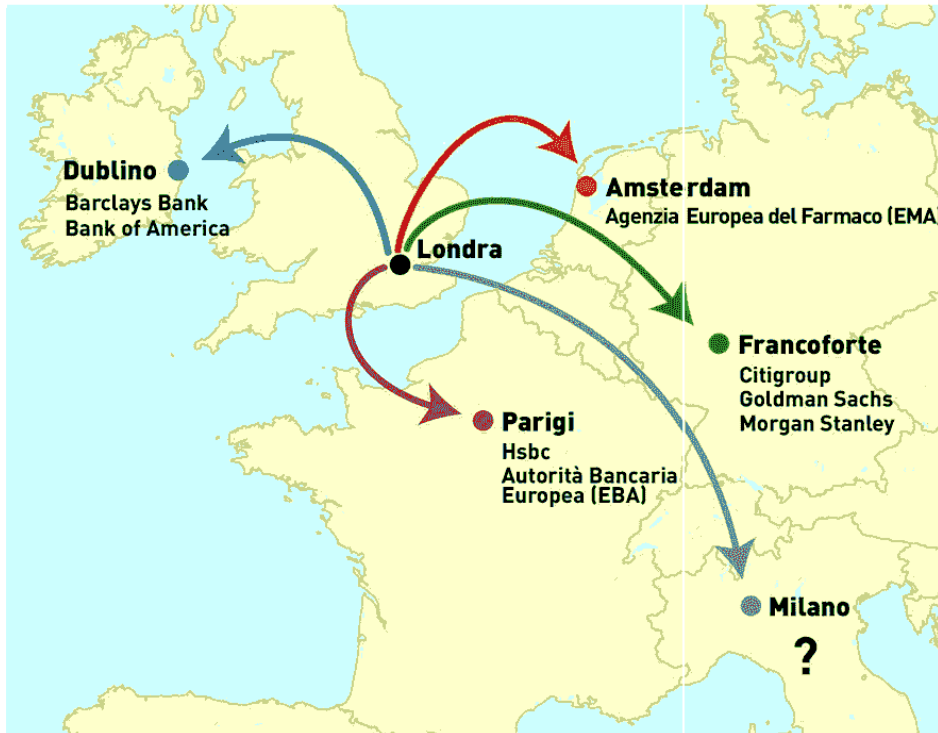 Dublino
Barclays Bank
Bank of America
Londra
Amsterdam
Agenzia Europea del Farmaco (EMA)
Francoforte
Citigroup
Goldman Sachs
Morgan Stanley
Parigi
Hsbc
Autorità Bancaria
Europea (EBA)
Milano
?